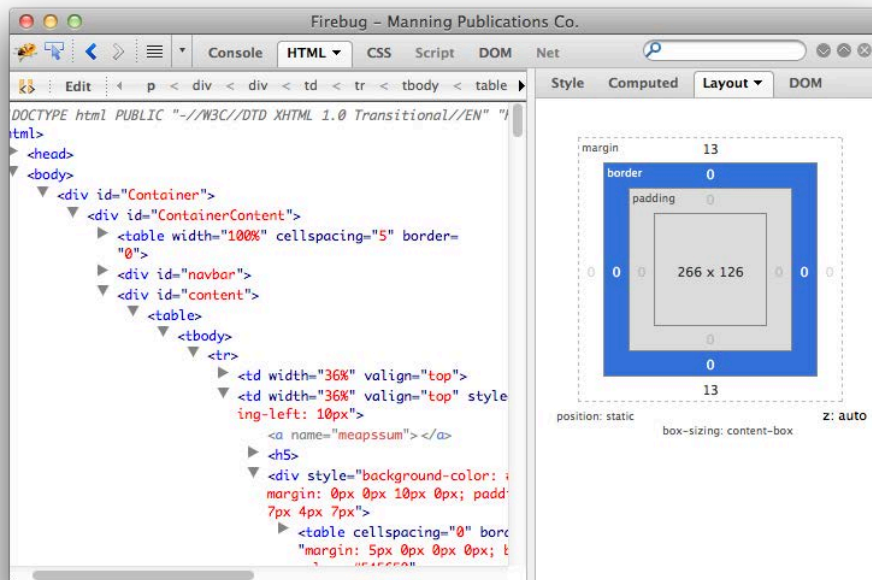 Firebug – Manning Publications Co.
Console HTML CSS Script DOM Net
Edit p < div < div < td < tr < tbody < table
Style Computed Layout DOM
DOCTYPE html PUBLIC "-//W3C//DTD XHTML 1.0 Transitional//EN"
tml>
<head>
<body>
<div id="Container">
<div id="ContainerContent">
<table width="100%" cellspacing="5" border=
"0">
<div id="navbar">
<div id="content">
<table>
<tbody>
<tr>
<td width="36%" valign="top">
<td width="36%" valign="top" style
ing-left: 10px">
<a name="meapssum"></a>
<h5>
<div style="background-color:
margin: 0px 0px 10px 0px; padd
7px 4px 7px">
<table cellspacing="0" bord
"margin: 5px 0px 0px 0px;
margin 13
border 0
padding 0
0 0 0 266 x 126 0 0 0
0
0
13
position: static z: auto
box-sizing: content-box